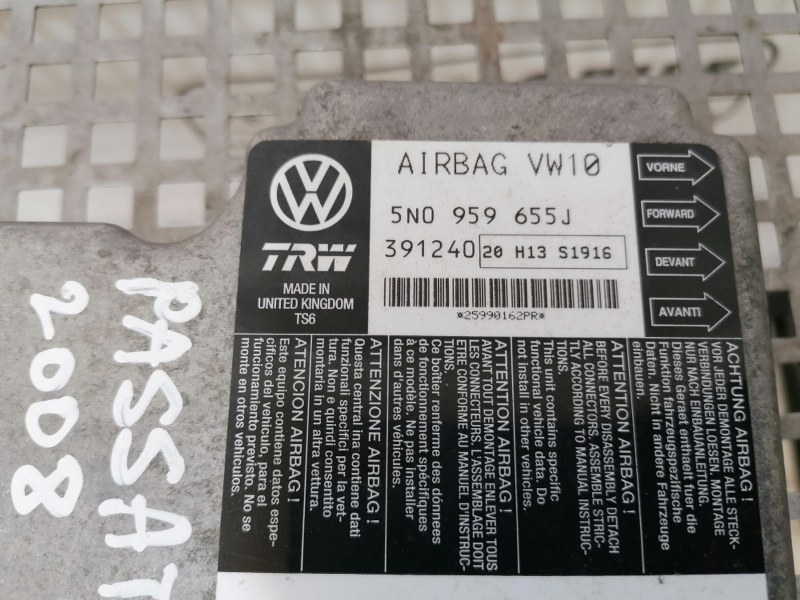 AIRBAG VW10
5N0 959 655J
391240 20 H13 S1916
*25990162PR*
VW
TRW
MADE IN
UNITED KINGDOM
TS6
VORNE
FORWARD
DEVANT
AVANTI
ACHTUNG AIRBAG !
VOR JEDER DEMONTAGE ALLE STECK-
VERBINDUNGEN LOESEN, MONTAGE
NUR NACH EINBAUANLEITUNG.
Dieses Geraet enthaelt fuer die
Funktion fahrzeugspezifische
Daten. Nicht in andere Fahrzeuge
einbauen.
ATTENTION AIRBAG !
BEFORE EVERY DISASSEMBLY DETACH
ALL CONNECTORS, ASSEMBLE STRIC-
TLY ACCORDING TO MANUAL INSTRUC-
TIONS.
This unit contains specific
functional vehicle data. Do
not install in other vehicles.
ATTENTION AIRBAG !
AVANT TOUT DEMONTAGE ENLEVER TOUS
LES CONNECTEURS. L'ASSEMBLAGE DOIT
ETRE CONFORME AU MANUEL D'INSTRUC-
TIONS.
Ce boitier renferme des données
de fonctionnement spécifiques
à ce modèle. Ne pas installer
dans d'autres véhicules.
ATTENZIONE AIRBAG !
Questa central ina contiene dati
funzionali specifici per la vet-
tura. Non e quindi consentito
montarla in un altra vettura.
ATENCION AIRBAG !
Este equipo contiene datos espe-
cíficos del vehículo, para el
funcionamiento previsto. No se
monte en otros vehículos.
PASSAT
2008